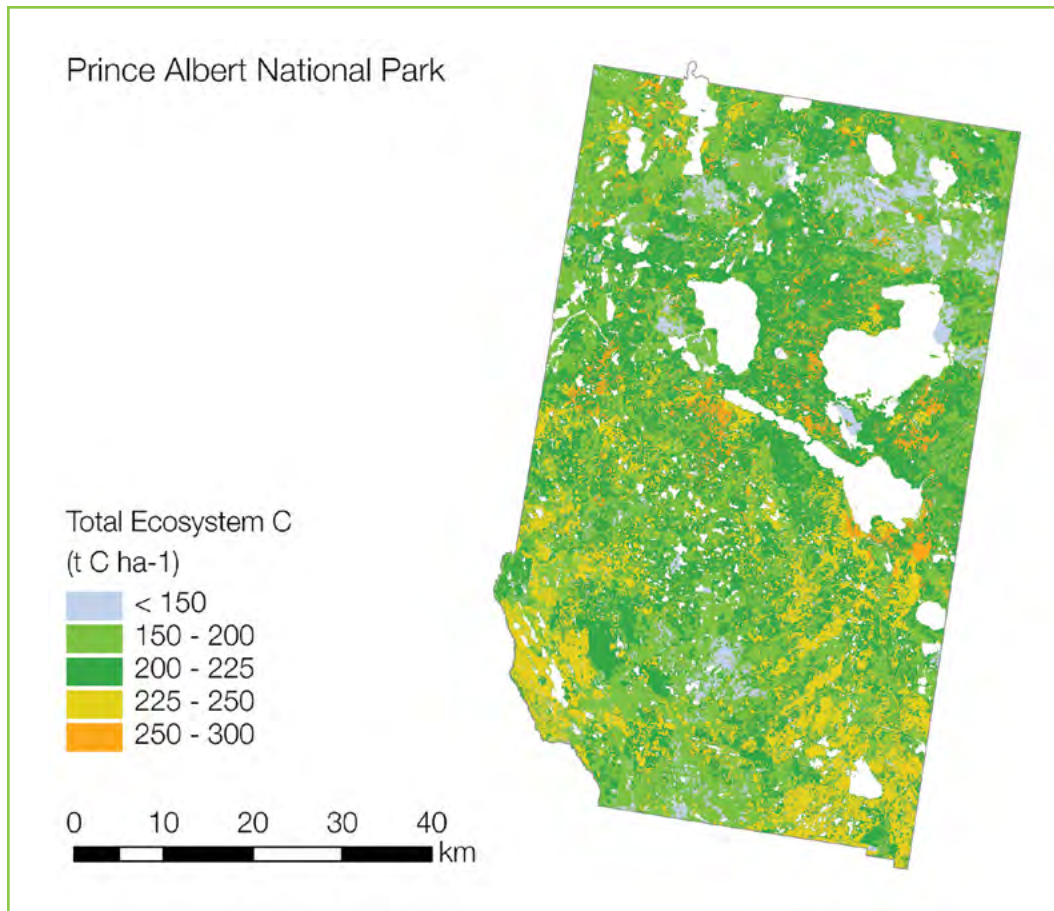 Prince Albert National Park
Total Ecosystem C
(t C ha-1)
< 150
150 - 200
200 - 225
225 - 250
250 - 300
0 10 20 30 40
km